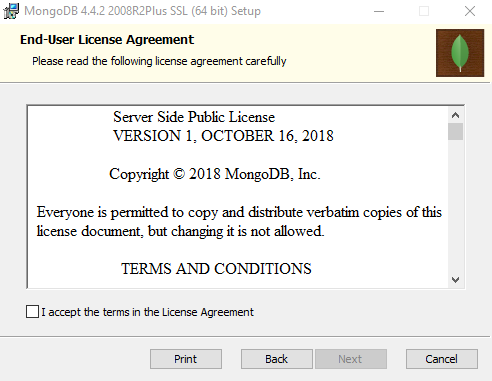 MongoDB 4.4.2 2008R2Plus SSL (64 bit) Setup
End-User License Agreement
Please read the following license agreement carefully
Server Side Public License
VERSION 1, OCTOBER 16, 2018
Copyright © 2018 MongoDB, Inc.
Everyone is permitted to copy and distribute verbatim copies of this
license document, but changing it is not allowed.
TERMS AND CONDITIONS
I accept the terms in the License Agreement
Print Back Next Cancel